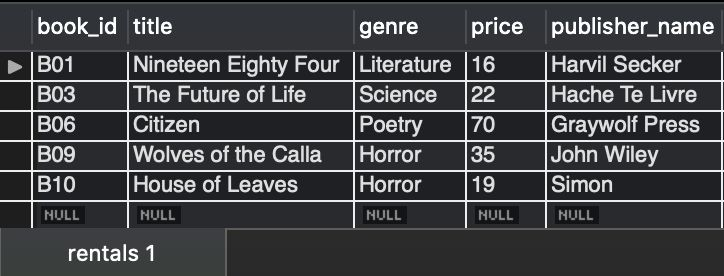 book_id title genre price publisher_name
B01 Nineteen Eighty Four Literature 16 Harvil Secker
B03 The Future of Life Science 22 Hache Te Livre
B06 Citizen Poetry 70 Graywolf Press
B09 Wolves of the Calla Horror 35 John Wiley
B10 House of Leaves Horror 19 Simon
NULL NULL NULL NULL NULL
rentals 1